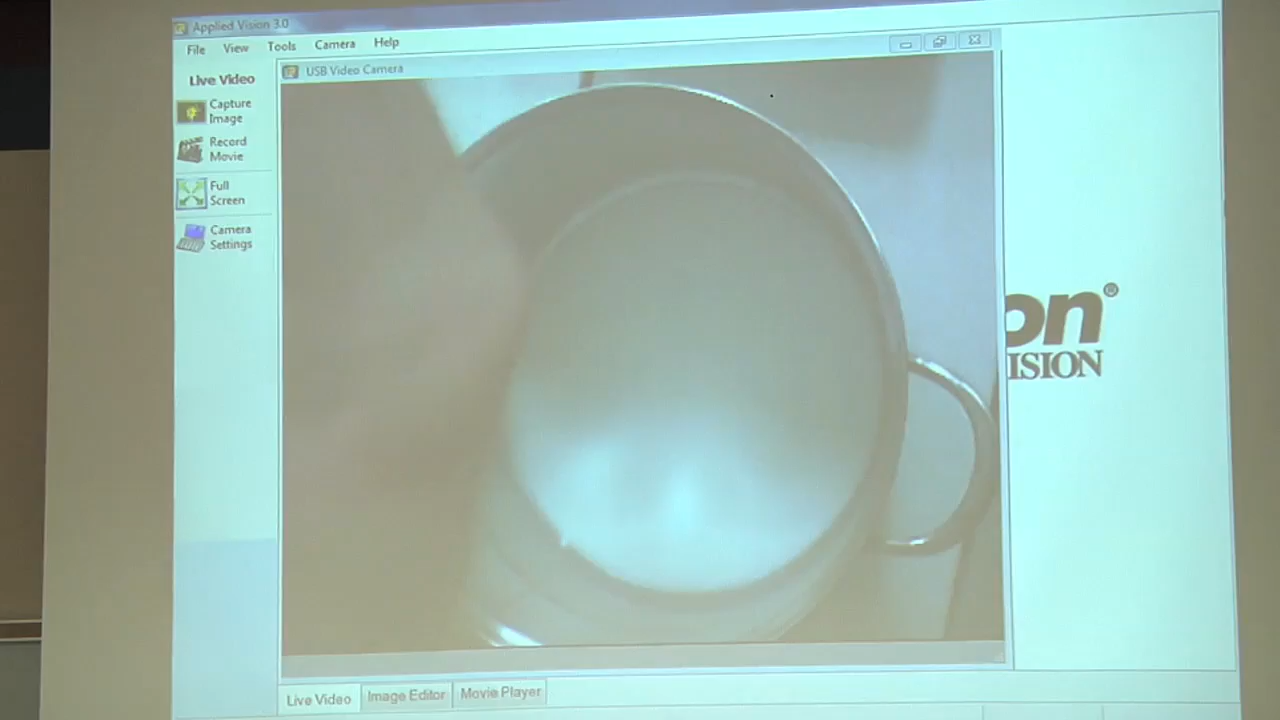 Applied Vision 3.0
File View Tools Camera Help
Live Video
USB Video Camera
Capture
Image
Record
Movie
Full
Screen
Camera
Settings
on®
ISION
Live Video Image Editor Movie Player